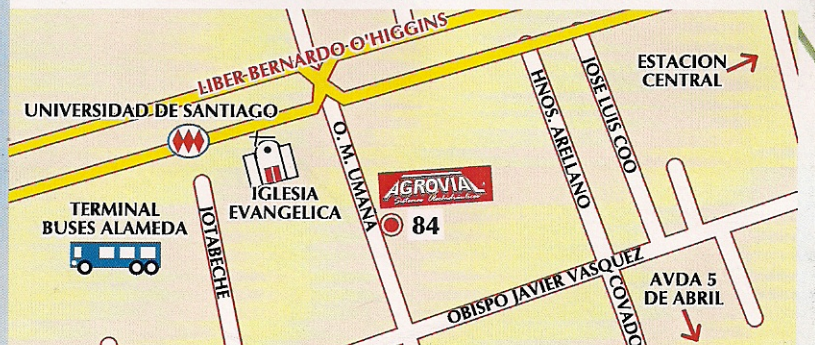 LIBER·BERNARDO O'HIGGINS
ESTACION
CENTRAL
UNIVERSIDAD DE SANTIAGO
HNOS. ARELLANO
JOSE LUIS COO
O. M. UMAÑA
IGLESIA
EVANGELICA
AGROVIAL
84
TERMINAL
BUSES ALAMEDA
JOTABECHE
OBISPO JAVIER VASQUEZ
COVADO
AVDA 5
DE ABRIL